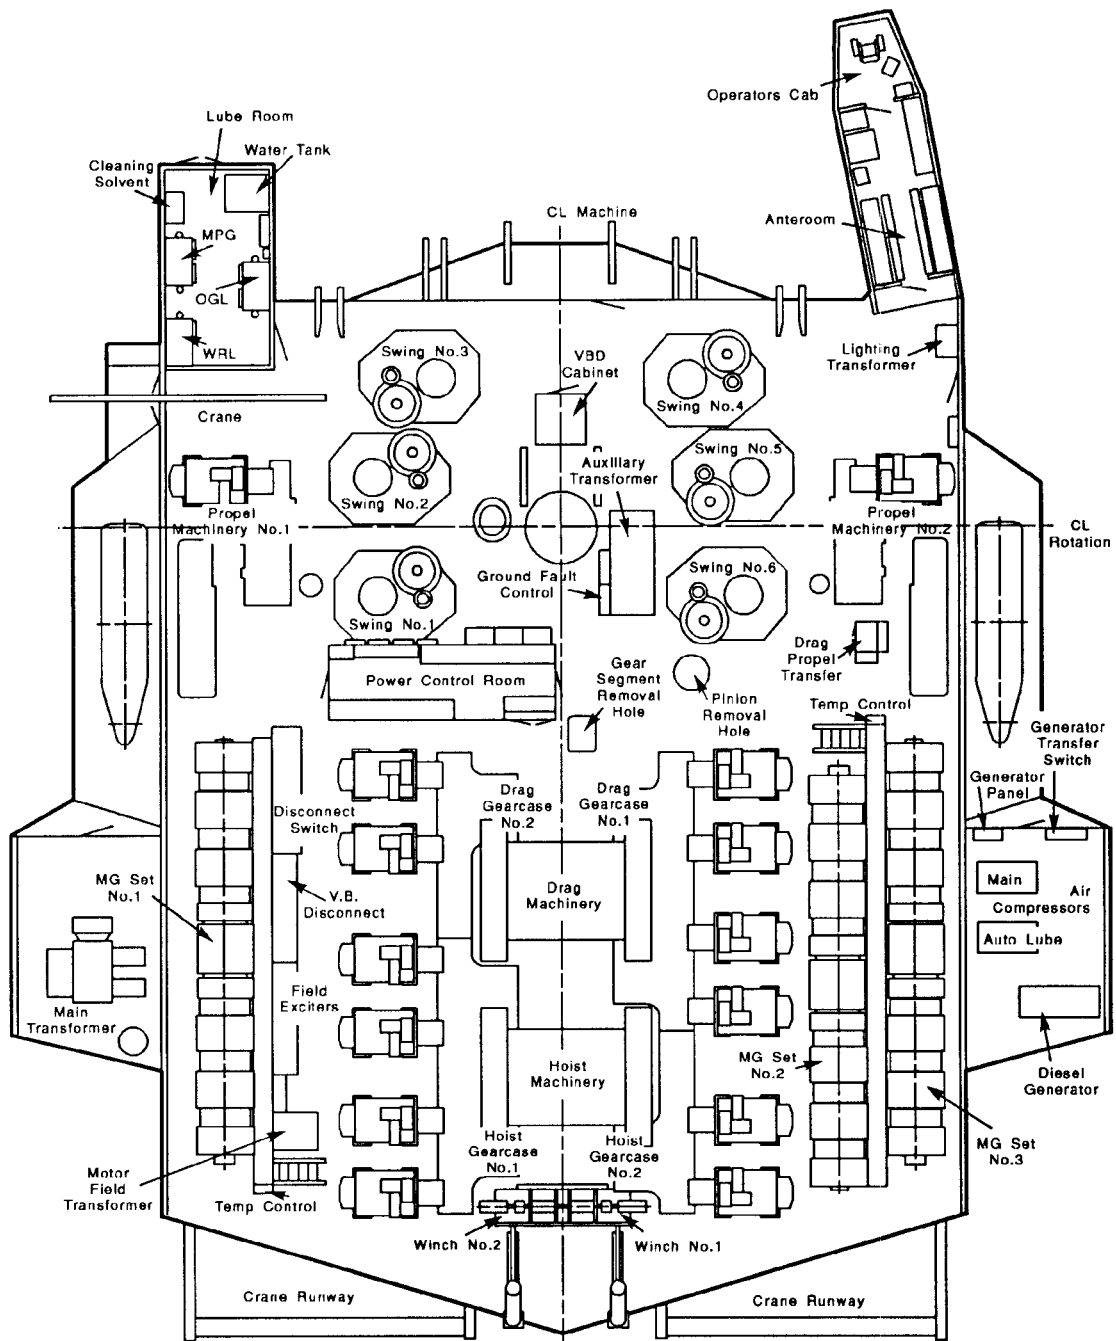 Operators Cab
Lube Room
Water Tank
Cleaning
Solvent
CL Machine
Anteroom
MPG
OGL
WRL
Swing No.3
VBD
Cabinet
Lighting
Transformer
Crane
Swing No.4
Auxiliary
Transformer
Swing No.5
Swing No.2
Propel
Machinery No.1
Propel
Machinery No.2
CL
Rotation
Ground Fault
Control
Swing No.6
Swing No.1
Drag
Propel
Transfer
Power Control Room
Gear
Segment
Removal
Hole
Pinion
Removal
Hole
Temp Control
Generator
Transfer
Switch
Generator
Panel
Disconnect
Switch
Drag
Gearcase
No.2
Drag
Gearcase
No.1
MG Set
No.1
V.B.
Disconnect
Drag
Machinery
Main
Air
Compressors
Auto Lube
Field
Exciters
Main
Transformer
Hoist
Machinery
MG Set
No.2
Diesel
Generator
Hoist
Gearcase
No.1
Hoist
Gearcase
No.2
MG Set
No.3
Motor
Field
Transformer
Temp Control
Winch No.2
Winch No.1
Crane Runway
Crane Runway